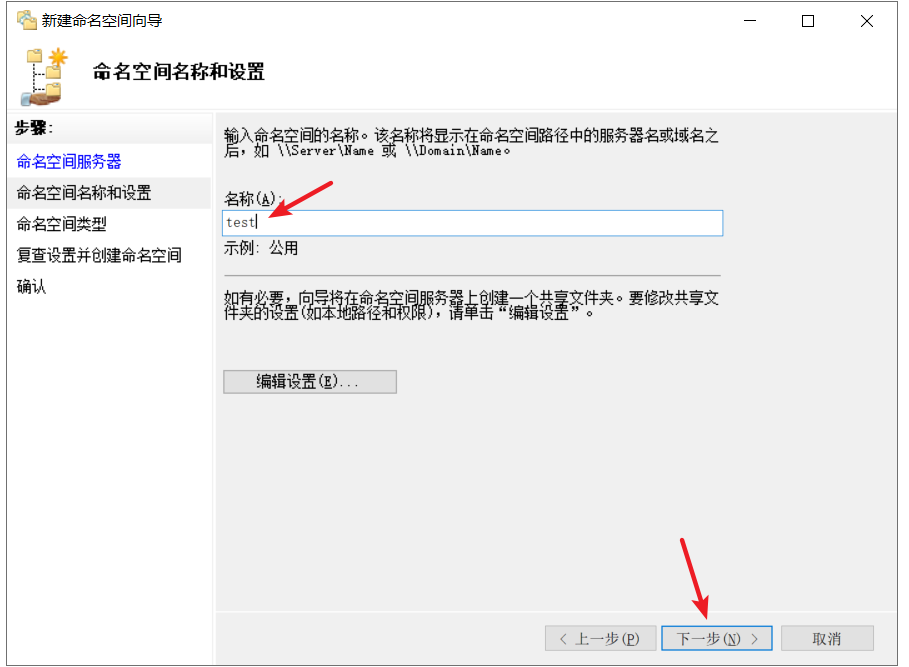 新建命名空间向导
命名空间名称和设置
步骤:
命名空间服务器
命名空间名称和设置
命名空间类型
复查设置并创建命名空间
确认
输入命名空间的名称。该名称将显示在命名空间路径中的服务器名或域名之
后，如 \\Server\Name 或 \\Domain\Name。
名称(A):
test
示例: 公用
如有必要，向导将在命名空间服务器上创建一个共享文件夹。要修改共享文
件夹的设置(如本地路径和权限)，请单击“编辑设置”。
编辑设置(E)...
< 上一步(P)
下一步(N) >
取消